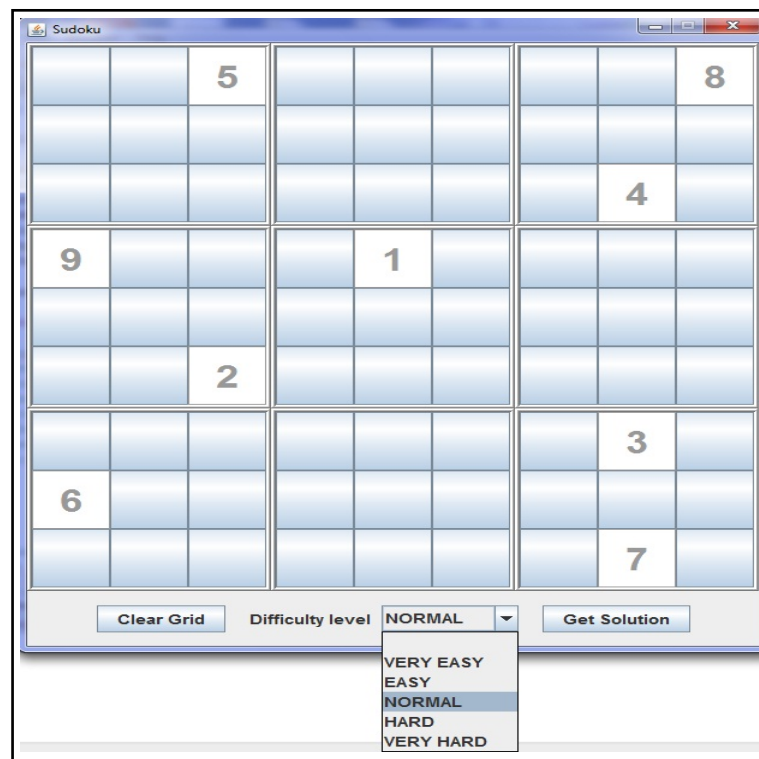 Sudoku
5 8
4
9 1
2
3
6
7
Clear Grid Difficulty level NORMAL Get Solution
VERY EASY
EASY
NORMAL
HARD
VERY HARD